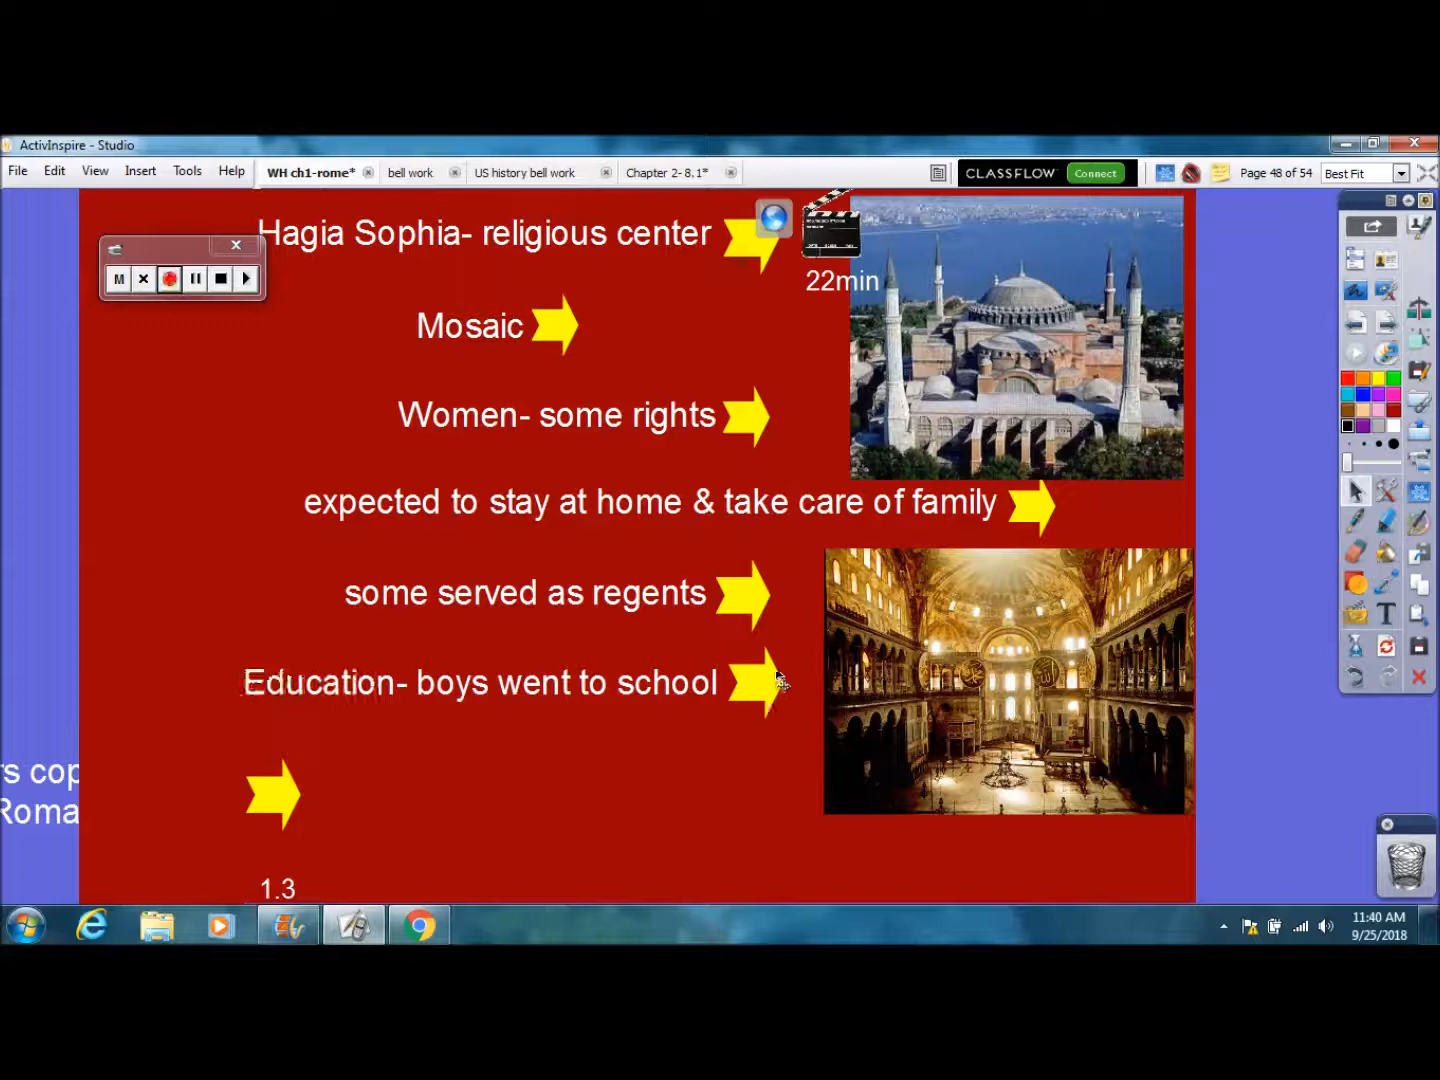 ActivInspire - Studio
File Edit View Insert Tools Help
WH ch1-rome* bell work US history bell work Chapter 2- 8.1*
CLASSFLOW Connect
Page 48 of 54 Best Fit
Hagia Sophia- religious center
M
22min
Mosaic
Women- some rights
expected to stay at home & take care of family
some served as regents
Education- boys went to school
rs cop
Roma
1.3
11:40 AM
9/25/2018